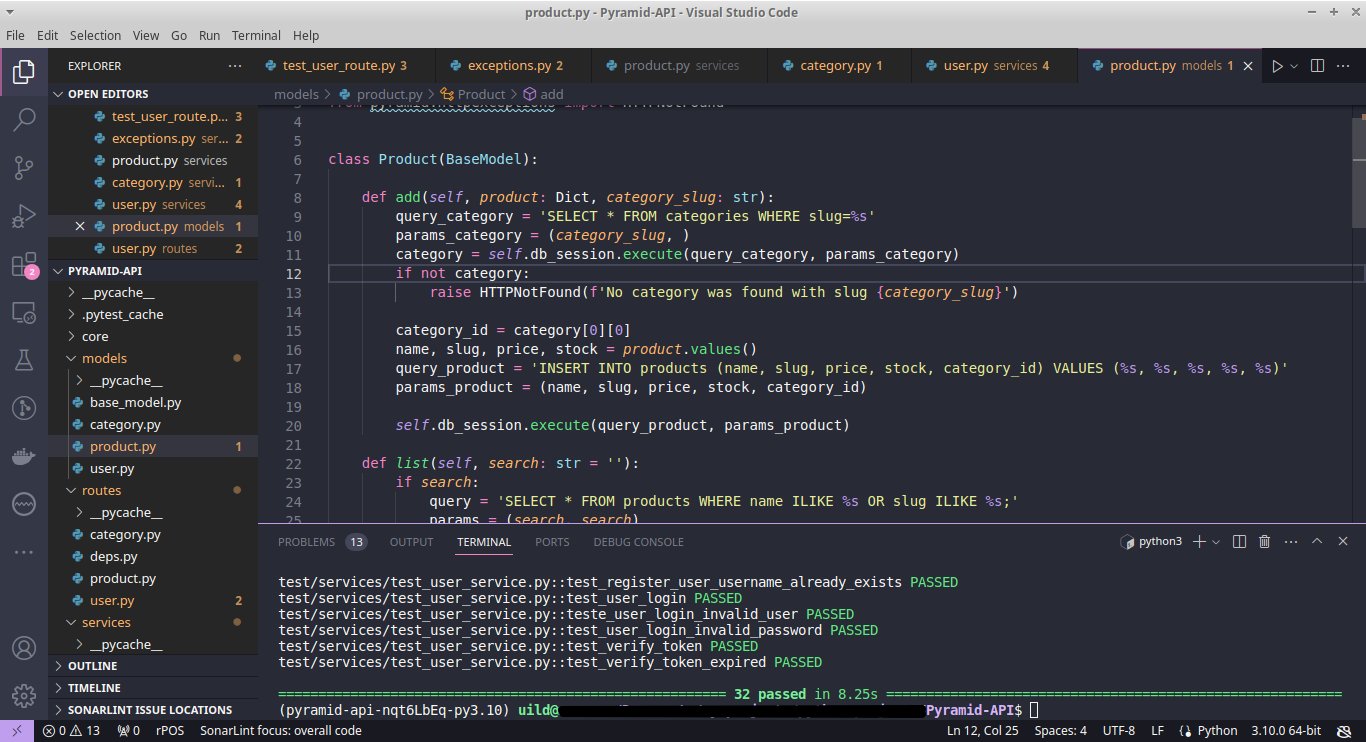 product.py - Pyramid-API - Visual Studio Code
File Edit Selection View Go Run Terminal Help
EXPLORER ···
test_user_route.py 3 exceptions.py 2 product.py services category.py 1 user.py services 4 product.py models 1
models > product.py > Product > add
OPEN EDITORS
test_user_route.p... 3
exceptions.py ser... 2
product.py services
category.py servi... 1
user.py services 4
product.py models 1
user.py routes 2
PYRAMID-API
__pycache__
.pytest_cache
core
models
__pycache__
base_model.py
category.py
product.py 1
user.py
routes
__pycache__
category.py
deps.py
product.py
user.py 2
services
__pycache__
OUTLINE
TIMELINE
SONARLINT ISSUE LOCATIONS
2
3 from pyramid.httpexceptions import HTTPNotFound
4
5
6 class Product(BaseModel):
7
8 def add(self, product: Dict, category_slug: str):
9 query_category = 'SELECT * FROM categories WHERE slug=%s'
10 params_category = (category_slug, )
11 category = self.db_session.execute(query_category, params_category)
12 if not category:
13 raise HTTPNotFound(f'No category was found with slug {category_slug}')
14
15 category_id = category[0][0]
16 name, slug, price, stock = product.values()
17 query_product = 'INSERT INTO products (name, slug, price, stock, category_id) VALUES (%s, %s, %s, %s, %s)'
18 params_product = (name, slug, price, stock, category_id)
19
20 self.db_session.execute(query_product, params_product)
21
22 def list(self, search: str = ''):
23 if search:
24 query = 'SELECT * FROM products WHERE name ILIKE %s OR slug ILIKE %s;'
25 params = (search, search)
PROBLEMS 13 OUTPUT TERMINAL PORTS DEBUG CONSOLE
python3
test/services/test_user_service.py::test_register_user_username_already_exists PASSED
test/services/test_user_service.py::test_user_login PASSED
test/services/test_user_service.py::teste_user_login_invalid_user PASSED
test/services/test_user_service.py::test_user_login_invalid_password PASSED
test/services/test_user_service.py::test_verify_token PASSED
test/services/test_user_service.py::test_verify_token_expired PASSED
32 passed in 8.25s
(pyramid-api-nqt6LbEq-py3.10) uild@ /Pyramid-API$
0 13 0 rPOS SonarLint focus: overall code Ln 12, Col 25 Spaces: 4 UTF-8 LF Python 3.10.0 64-bit